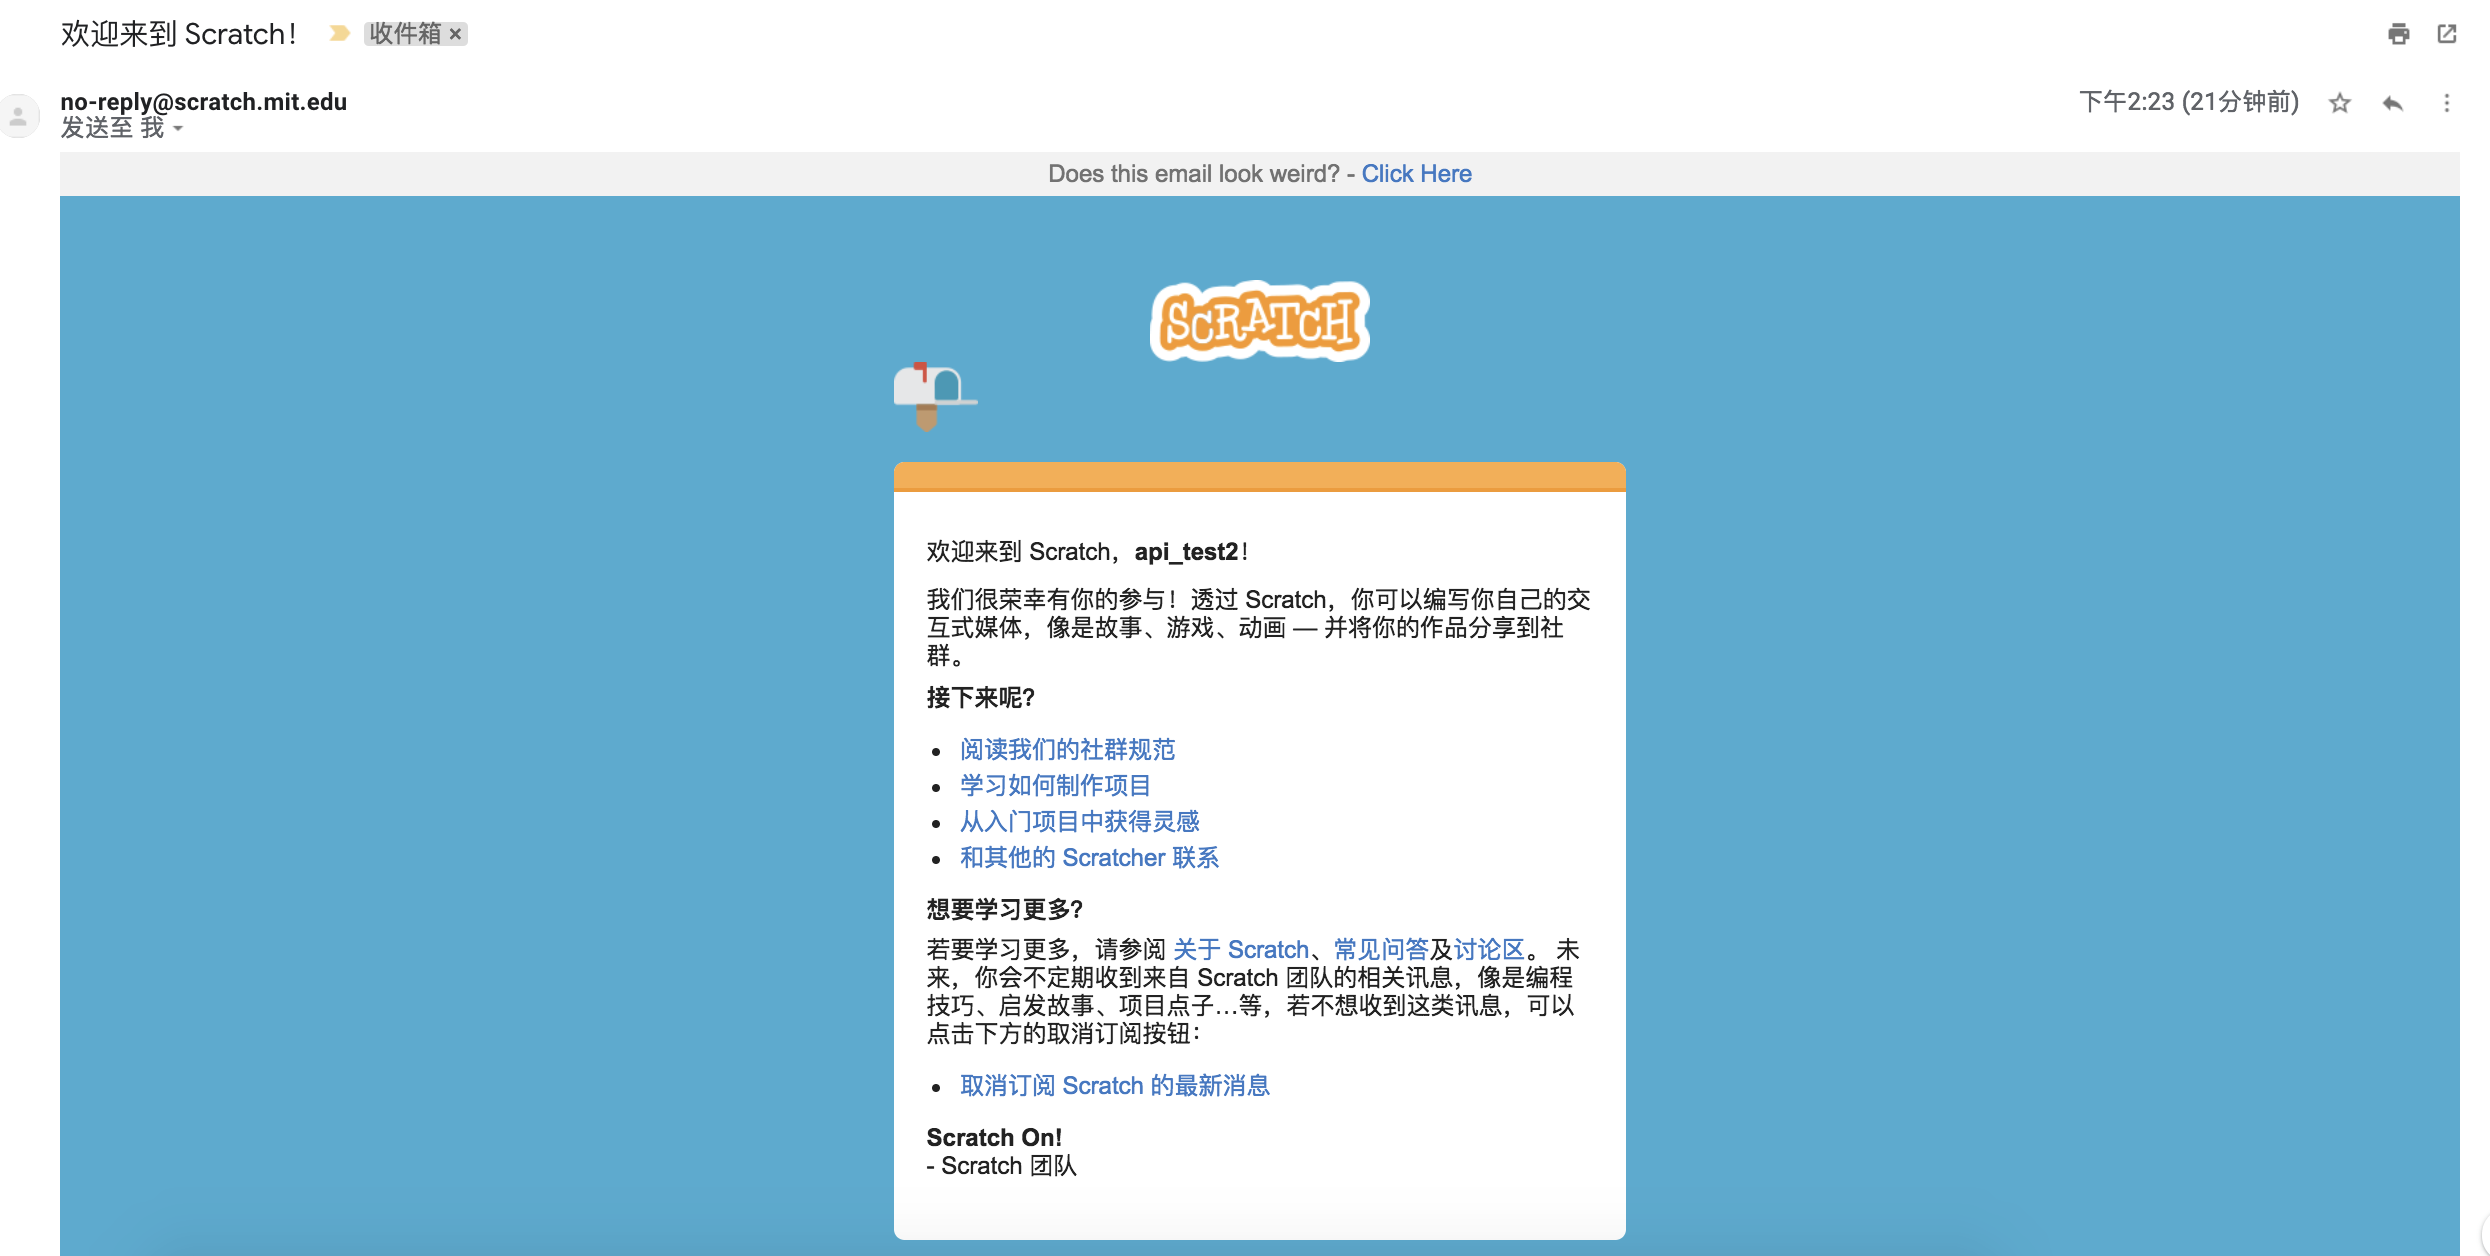 欢迎来到 Scratch！ 收件箱 ×
no-reply@scratch.mit.edu 下午2:23 (21分钟前)
发送至 我
Does this email look weird? - Click Here
SCRATCH
欢迎来到 Scratch，api_test2！
我们很荣幸有你的参与！透过 Scratch，你可以编写你自己的交
互式媒体，像是故事、游戏、动画 — 并将你的作品分享到社
群。
接下来呢?
• 阅读我们的社群规范
• 学习如何制作项目
• 从入门项目中获得灵感
• 和其他的 Scratcher 联系
想要学习更多?
若要学习更多，请参阅 关于 Scratch、常见问答及讨论区。 未
来，你会不定期收到来自 Scratch 团队的相关讯息，像是编程
技巧、启发故事、项目点子…等，若不想收到这类讯息，可以
点击下方的取消订阅按钮：
• 取消订阅 Scratch 的最新消息
Scratch On!
- Scratch 团队